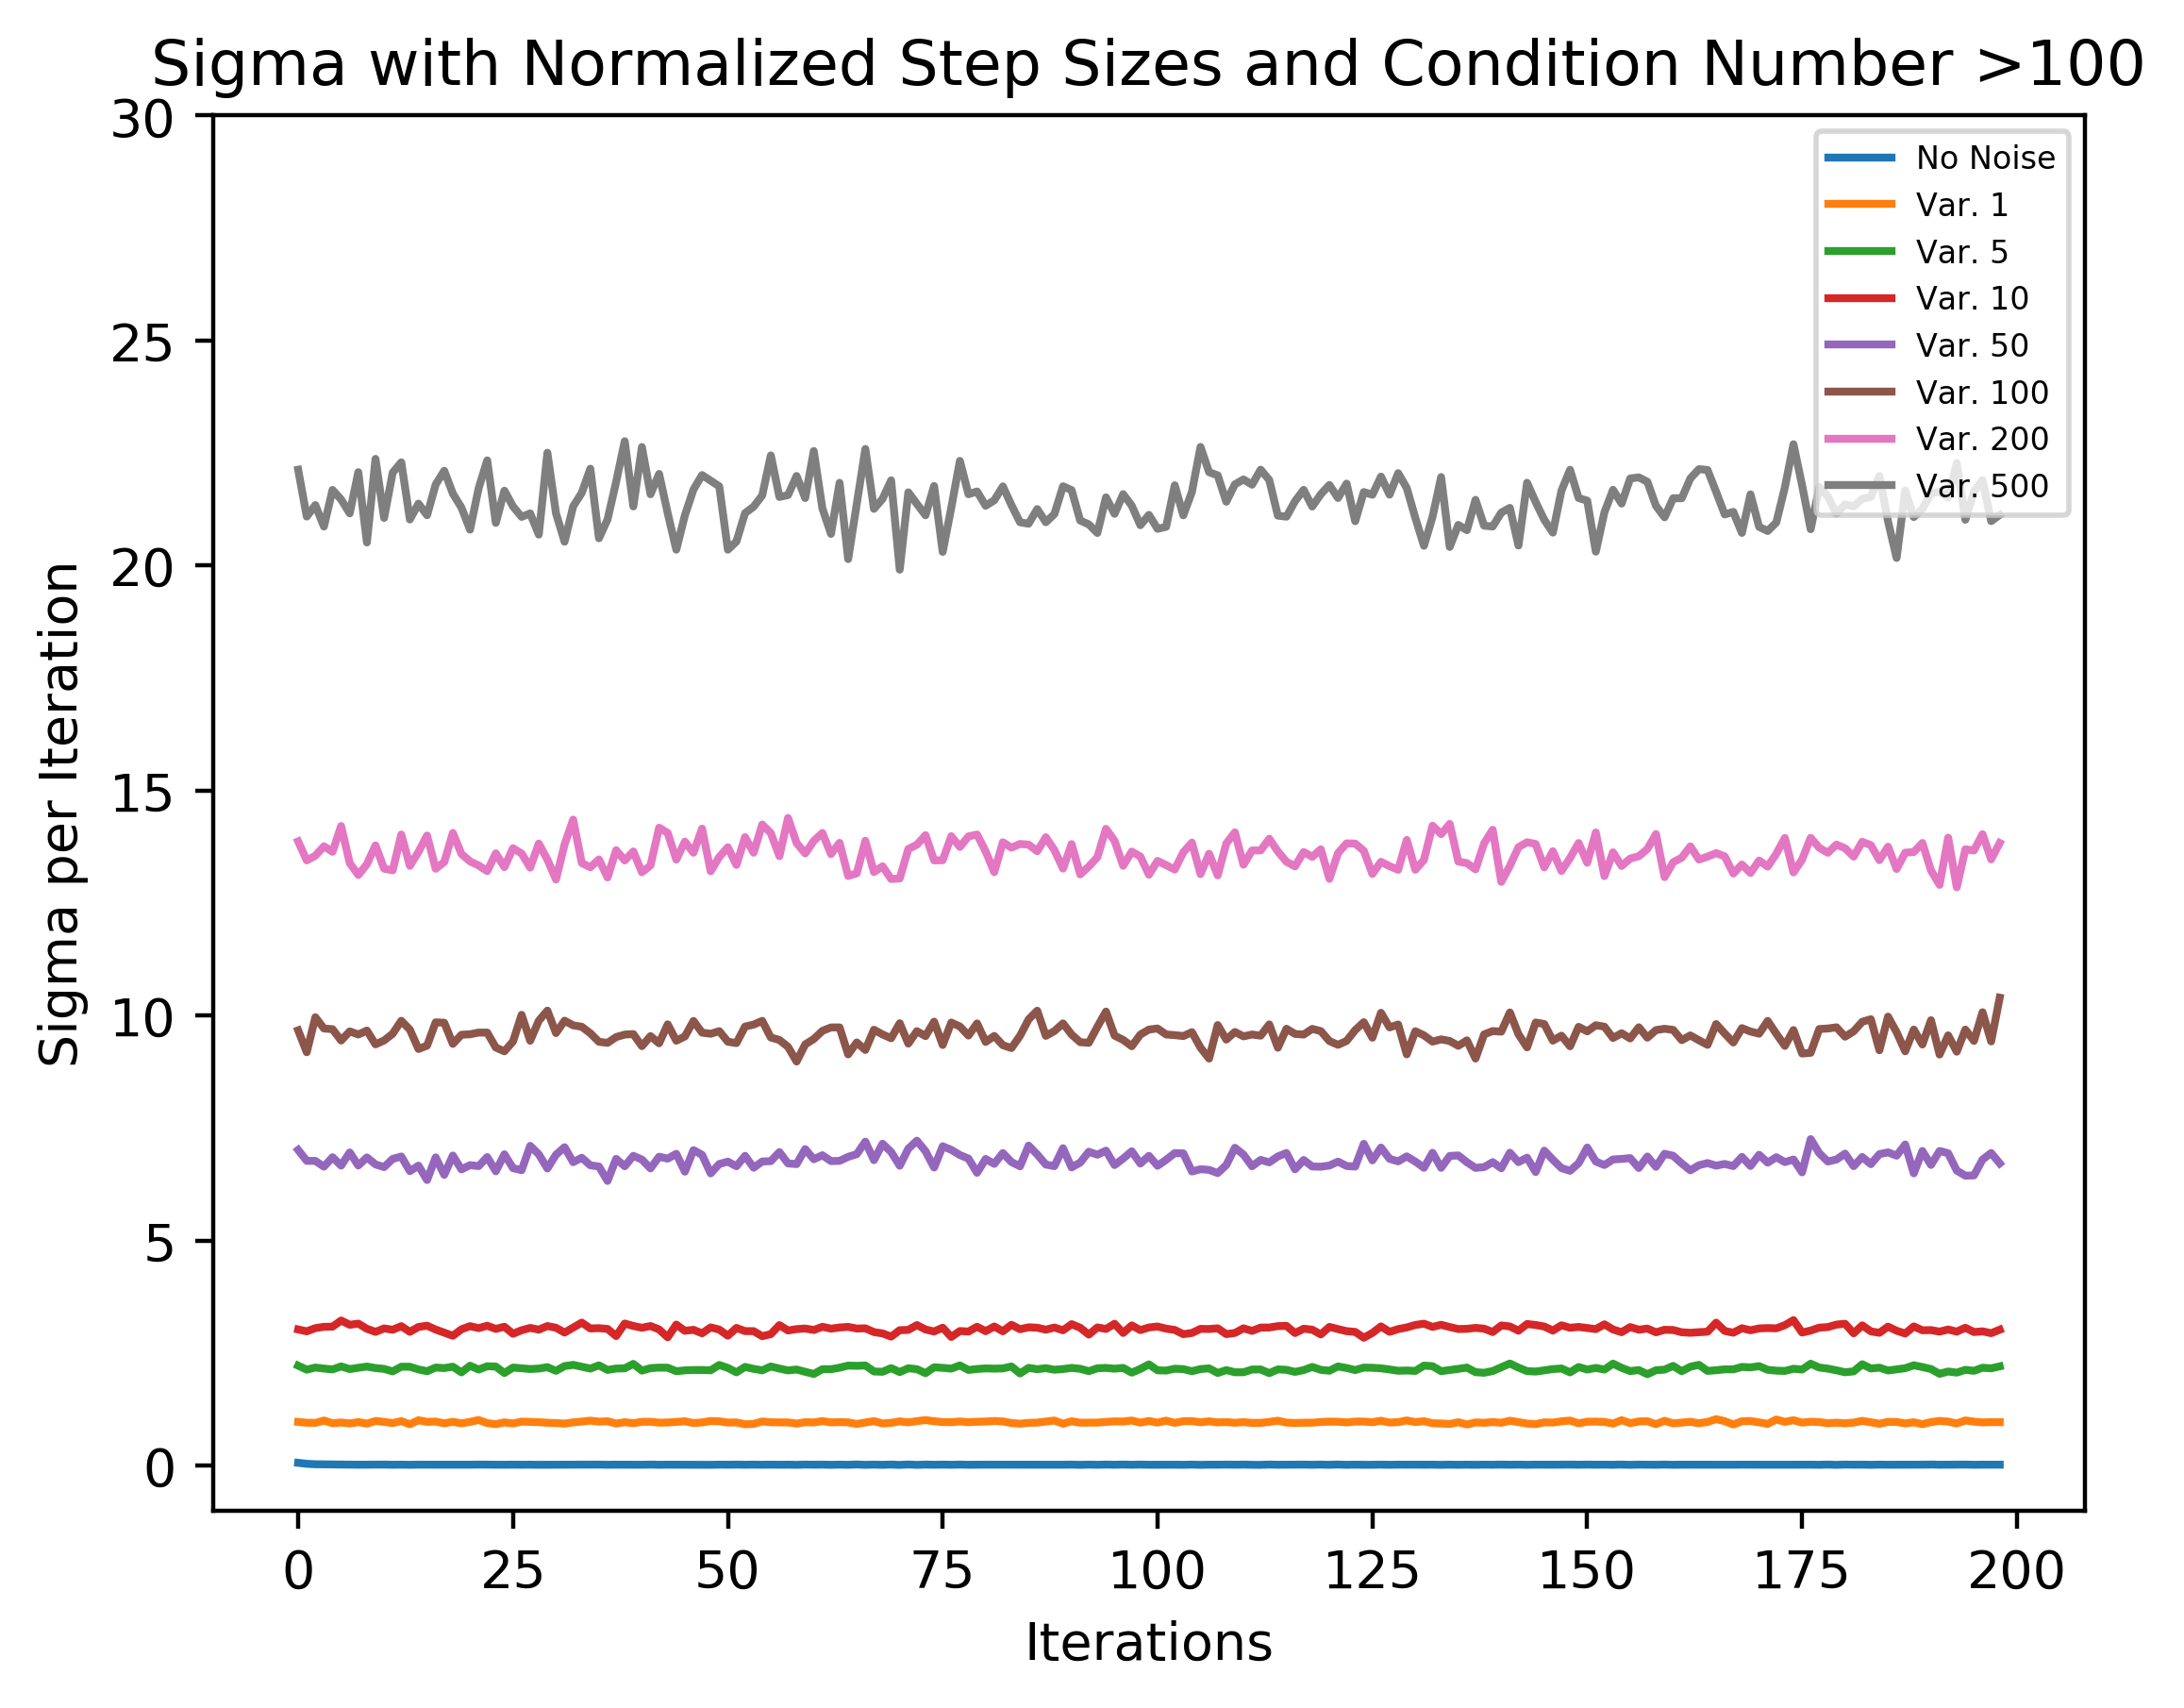 Sigma with Normalized Step Sizes and Condition Number >100
30
25
20
15
10
5
0
Sigma per Iteration
No Noise
Var. 1
Var. 5
Var. 10
Var. 50
Var. 100
Var. 200
Var. 500
0 25 50 75 100 125 150 175 200
Iterations